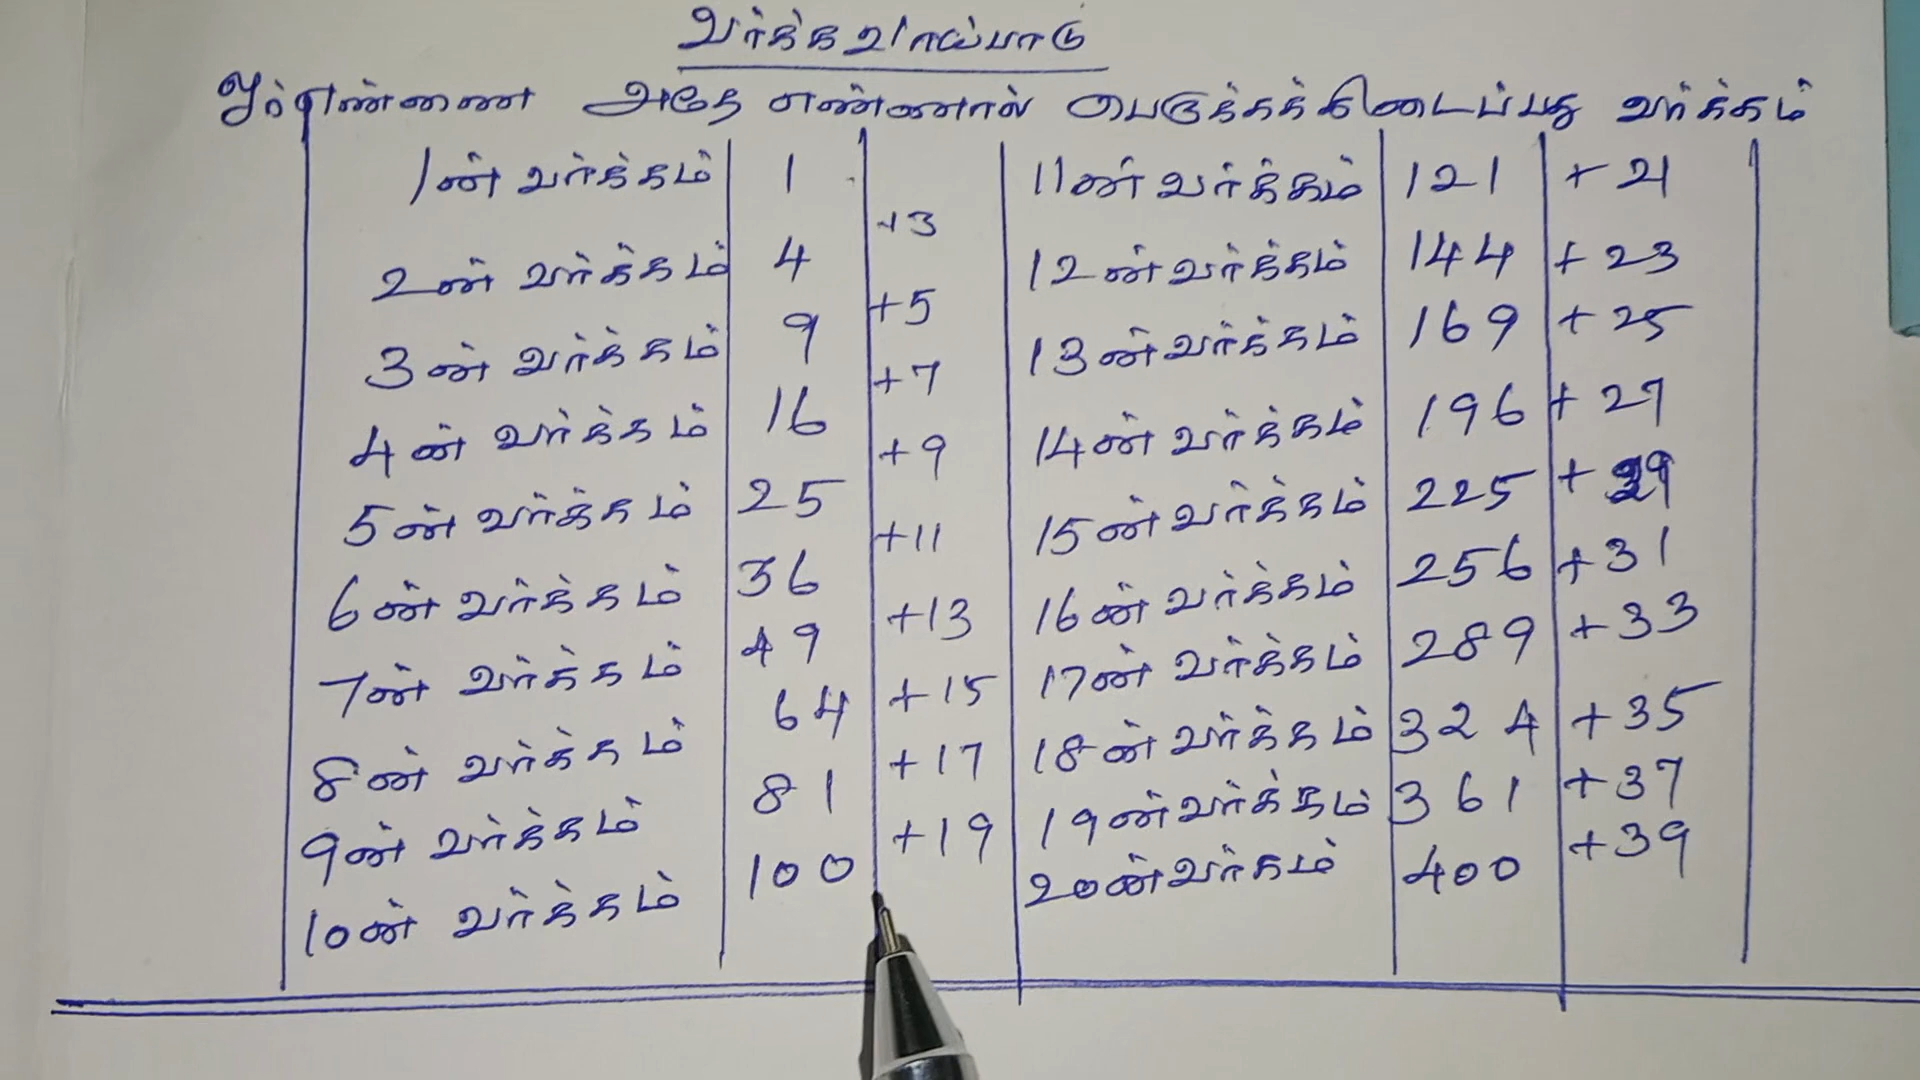 வர்க்க வாய்பாடு
ஓர் எண்ணை அதே எண்ணால் பெருக்கக்கிடைப்பது வர்க்கம்
1ன் வர்க்கம் 1 11ன் வர்க்கம் 121 + 21
+3
2ன் வர்க்கம் 4 12ன் வர்க்கம் 144 + 23
+5
3ன் வர்க்கம் 9 13ன் வர்க்கம் 169 + 25
+7
4ன் வர்க்கம் 16 14ன் வர்க்கம் 196 + 27
+9
5ன் வர்க்கம் 25 15ன் வர்க்கம் 225 + 29
+11
6ன் வர்க்கம் 36 16ன் வர்க்கம் 256 +31
+13
7ன் வர்க்கம் 49 17ன் வர்க்கம் 289 +33
+15
8ன் வர்க்கம் 64 18ன் வர்க்கம் 324 +35
+17
9ன் வர்க்கம் 81 19ன் வர்க்கம் 361 +37
+19
10ன் வர்க்கம் 100 20ன் வர்கம் 400 +39